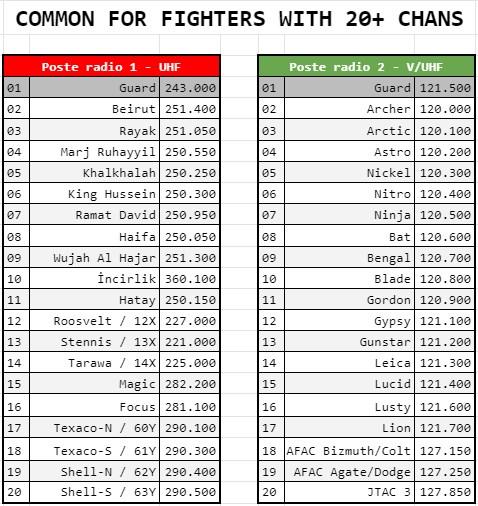 COMMON FOR FIGHTERS WITH 20+ CHANS
Poste radio 1 - UHF
01 Guard 243.000
02 Beirut 251.400
03 Rayak 251.050
04 Marj Ruhayyil 250.550
05 Khalkhalah 250.250
06 King Hussein 250.300
07 Ramat David 250.950
08 Haifa 250.050
09 Wujah Al Hajar 251.300
10 İncirlik 360.100
11 Hatay 250.150
12 Roosvelt / 12X 227.000
13 Stennis / 13X 221.000
14 Tarawa / 14X 225.000
15 Magic 282.200
16 Focus 281.100
17 Texaco-N / 60Y 290.100
18 Texaco-S / 61Y 290.300
19 Shell-N / 62Y 290.400
20 Shell-S / 63Y 290.500
Poste radio 2 - V/UHF
01 Guard 121.500
02 Archer 120.000
03 Arctic 120.100
04 Astro 120.200
05 Nickel 120.300
06 Nitro 120.400
07 Ninja 120.500
08 Bat 120.600
09 Bengal 120.700
10 Blade 120.800
11 Gordon 120.900
12 Gypsy 121.100
13 Gunstar 121.200
14 Leica 121.300
15 Lucid 121.400
16 Lusty 121.600
17 Lion 121.700
18 AFAC Bizmuth/Colt 127.150
19 AFAC Agate/Dodge 127.250
20 JTAC 3 127.850